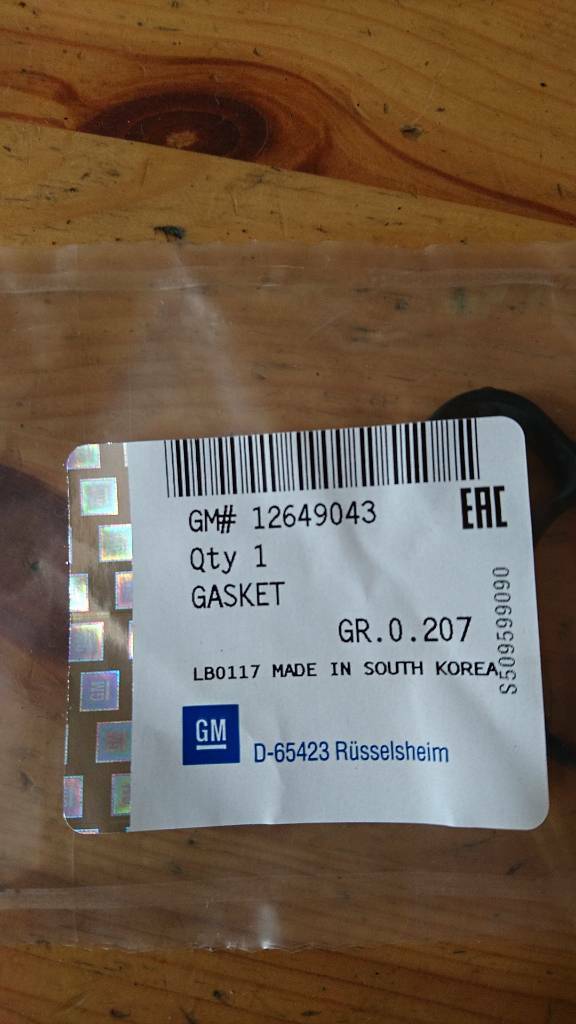 GM# 12649043
EAC
Qty 1
GASKET
GR.0.207
LB0117 MADE IN SOUTH KOREA
S509599090
GM
D-65423 Rüsselsheim